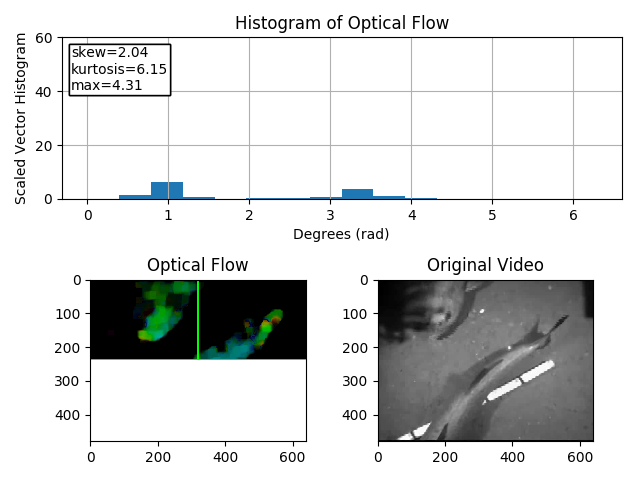 Histogram of Optical Flow
Scaled Vector Histogram
60
40
20
0
skew=2.04
kurtosis=6.15
max=4.31
0 1 2 3 4 5 6
Degrees (rad)
Optical Flow
0
100
200
300
400
0 200 400 600
Original Video
0
100
200
300
400
0 200 400 600